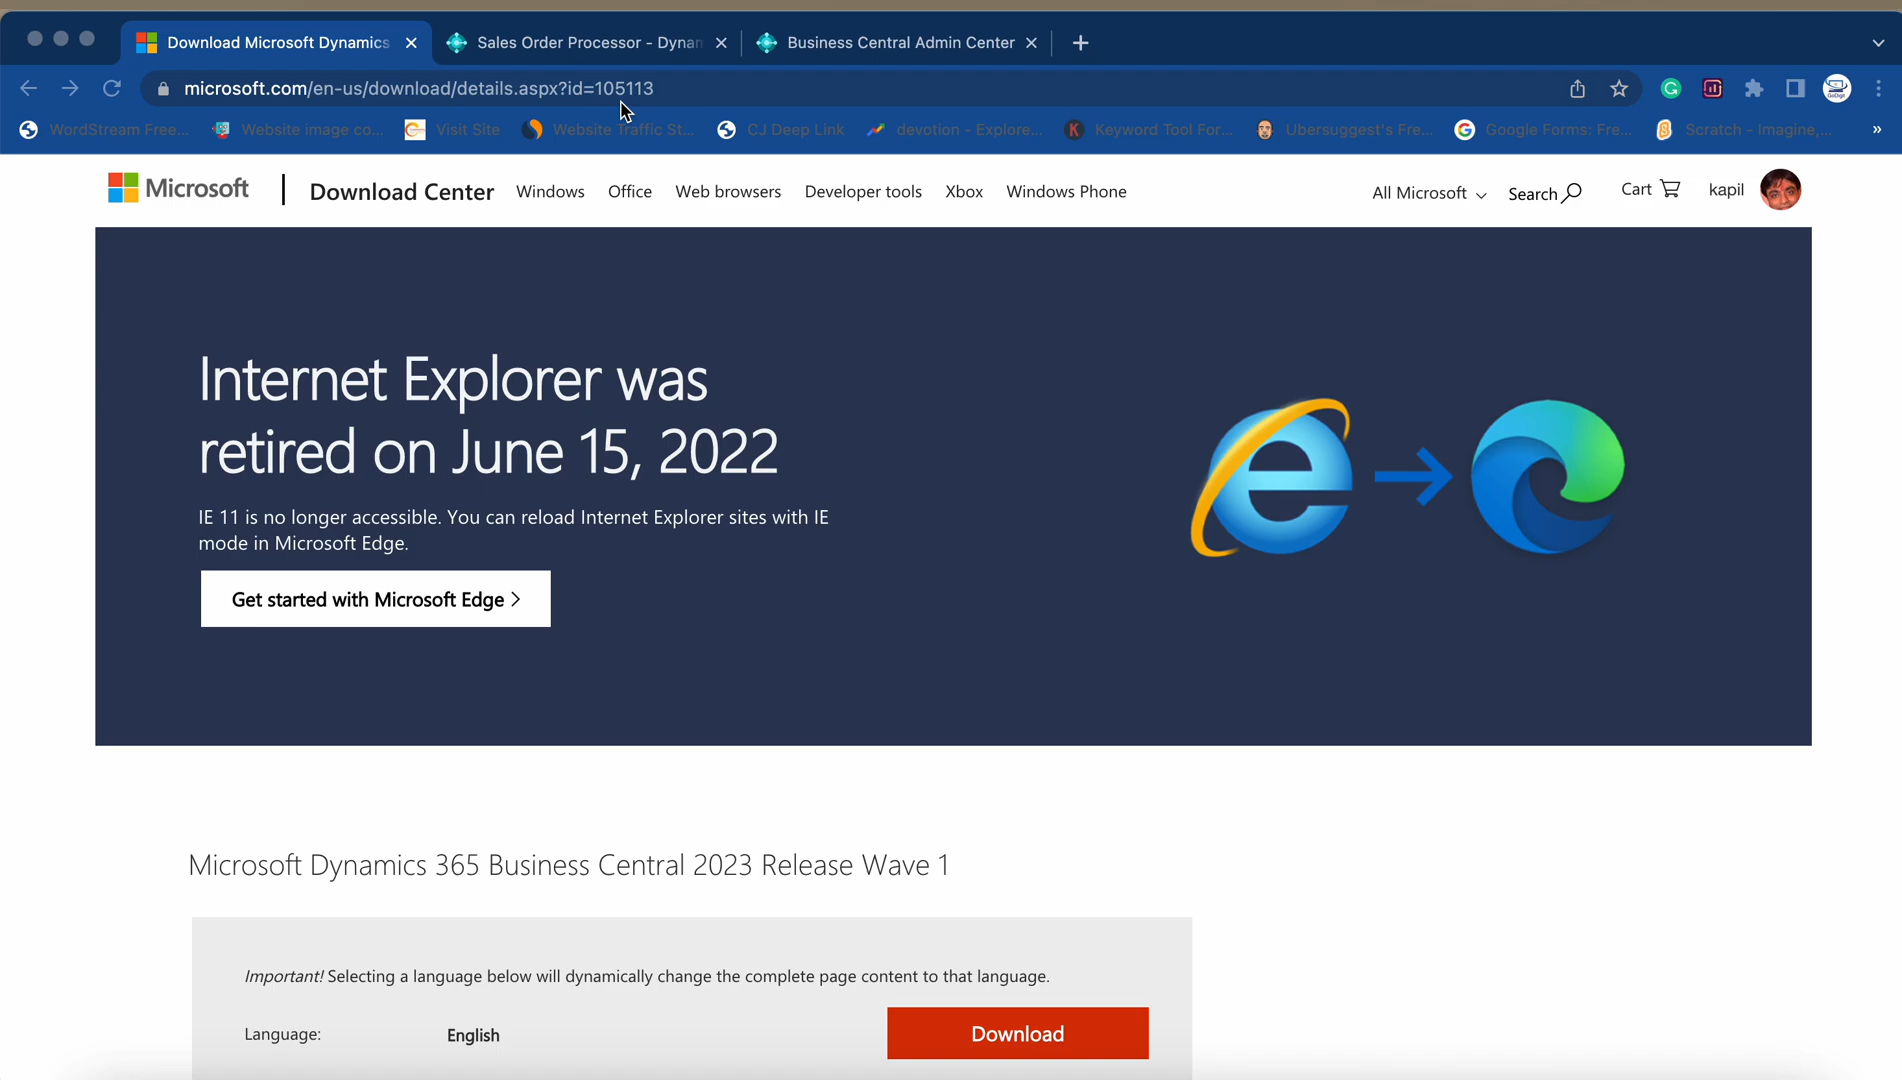 Download Microsoft Dynamics
Sales Order Processor - Dynam
Business Central Admin Center
microsoft.com/en-us/download/details.aspx?id=105113
WordStream Free...
Website image co...
Visit Site
Website Traffic St...
CJ Deep Link
devotion - Explore...
Keyword Tool For...
Ubersuggest's Fre...
Google Forms: Fre...
Scratch - Imagine,...
»
Microsoft
Download Center
Windows
Office
Web browsers
Developer tools
Xbox
Windows Phone
All Microsoft
Search
Cart
kapil
Internet Explorer was
retired on June 15, 2022
IE 11 is no longer accessible. You can reload Internet Explorer sites with IE
mode in Microsoft Edge.
Get started with Microsoft Edge >
Microsoft Dynamics 365 Business Central 2023 Release Wave 1
Important! Selecting a language below will dynamically change the complete page content to that language.
Language:
English
Download